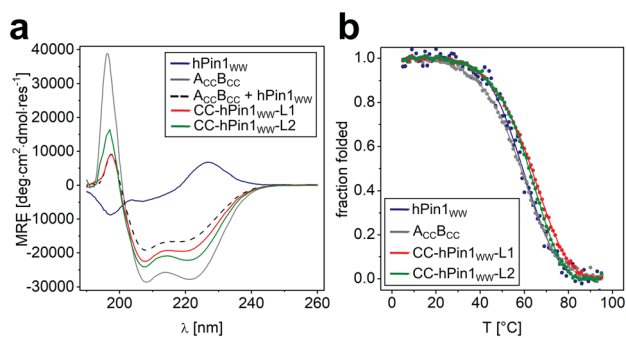 a
40000
30000
20000
10000
0
-10000
-20000
-30000
MRE [deg·cm²·dmol·res⁻¹]
hPin1WW
ACCBCC
ACCBCC + hPin1WW
CC-hPin1WW-L1
CC-hPin1WW-L2
200
220
240
260
λ [nm]
b
1.0
0.8
0.6
0.4
0.2
0.0
fraction folded
hPin1WW
ACCBCC
CC-hPin1WW-L1
CC-hPin1WW-L2
0
20
40
60
80
100
T [°C]